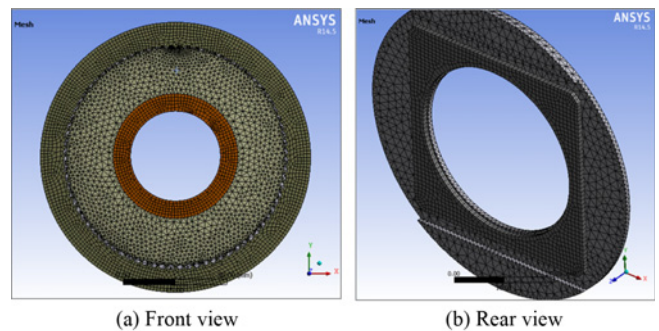 Mesh
ANSYS
R14.5
Y
X
Mesh
ANSYS
R14.5
0.00
Y
X
Z
(a) Front view
(b) Rear view